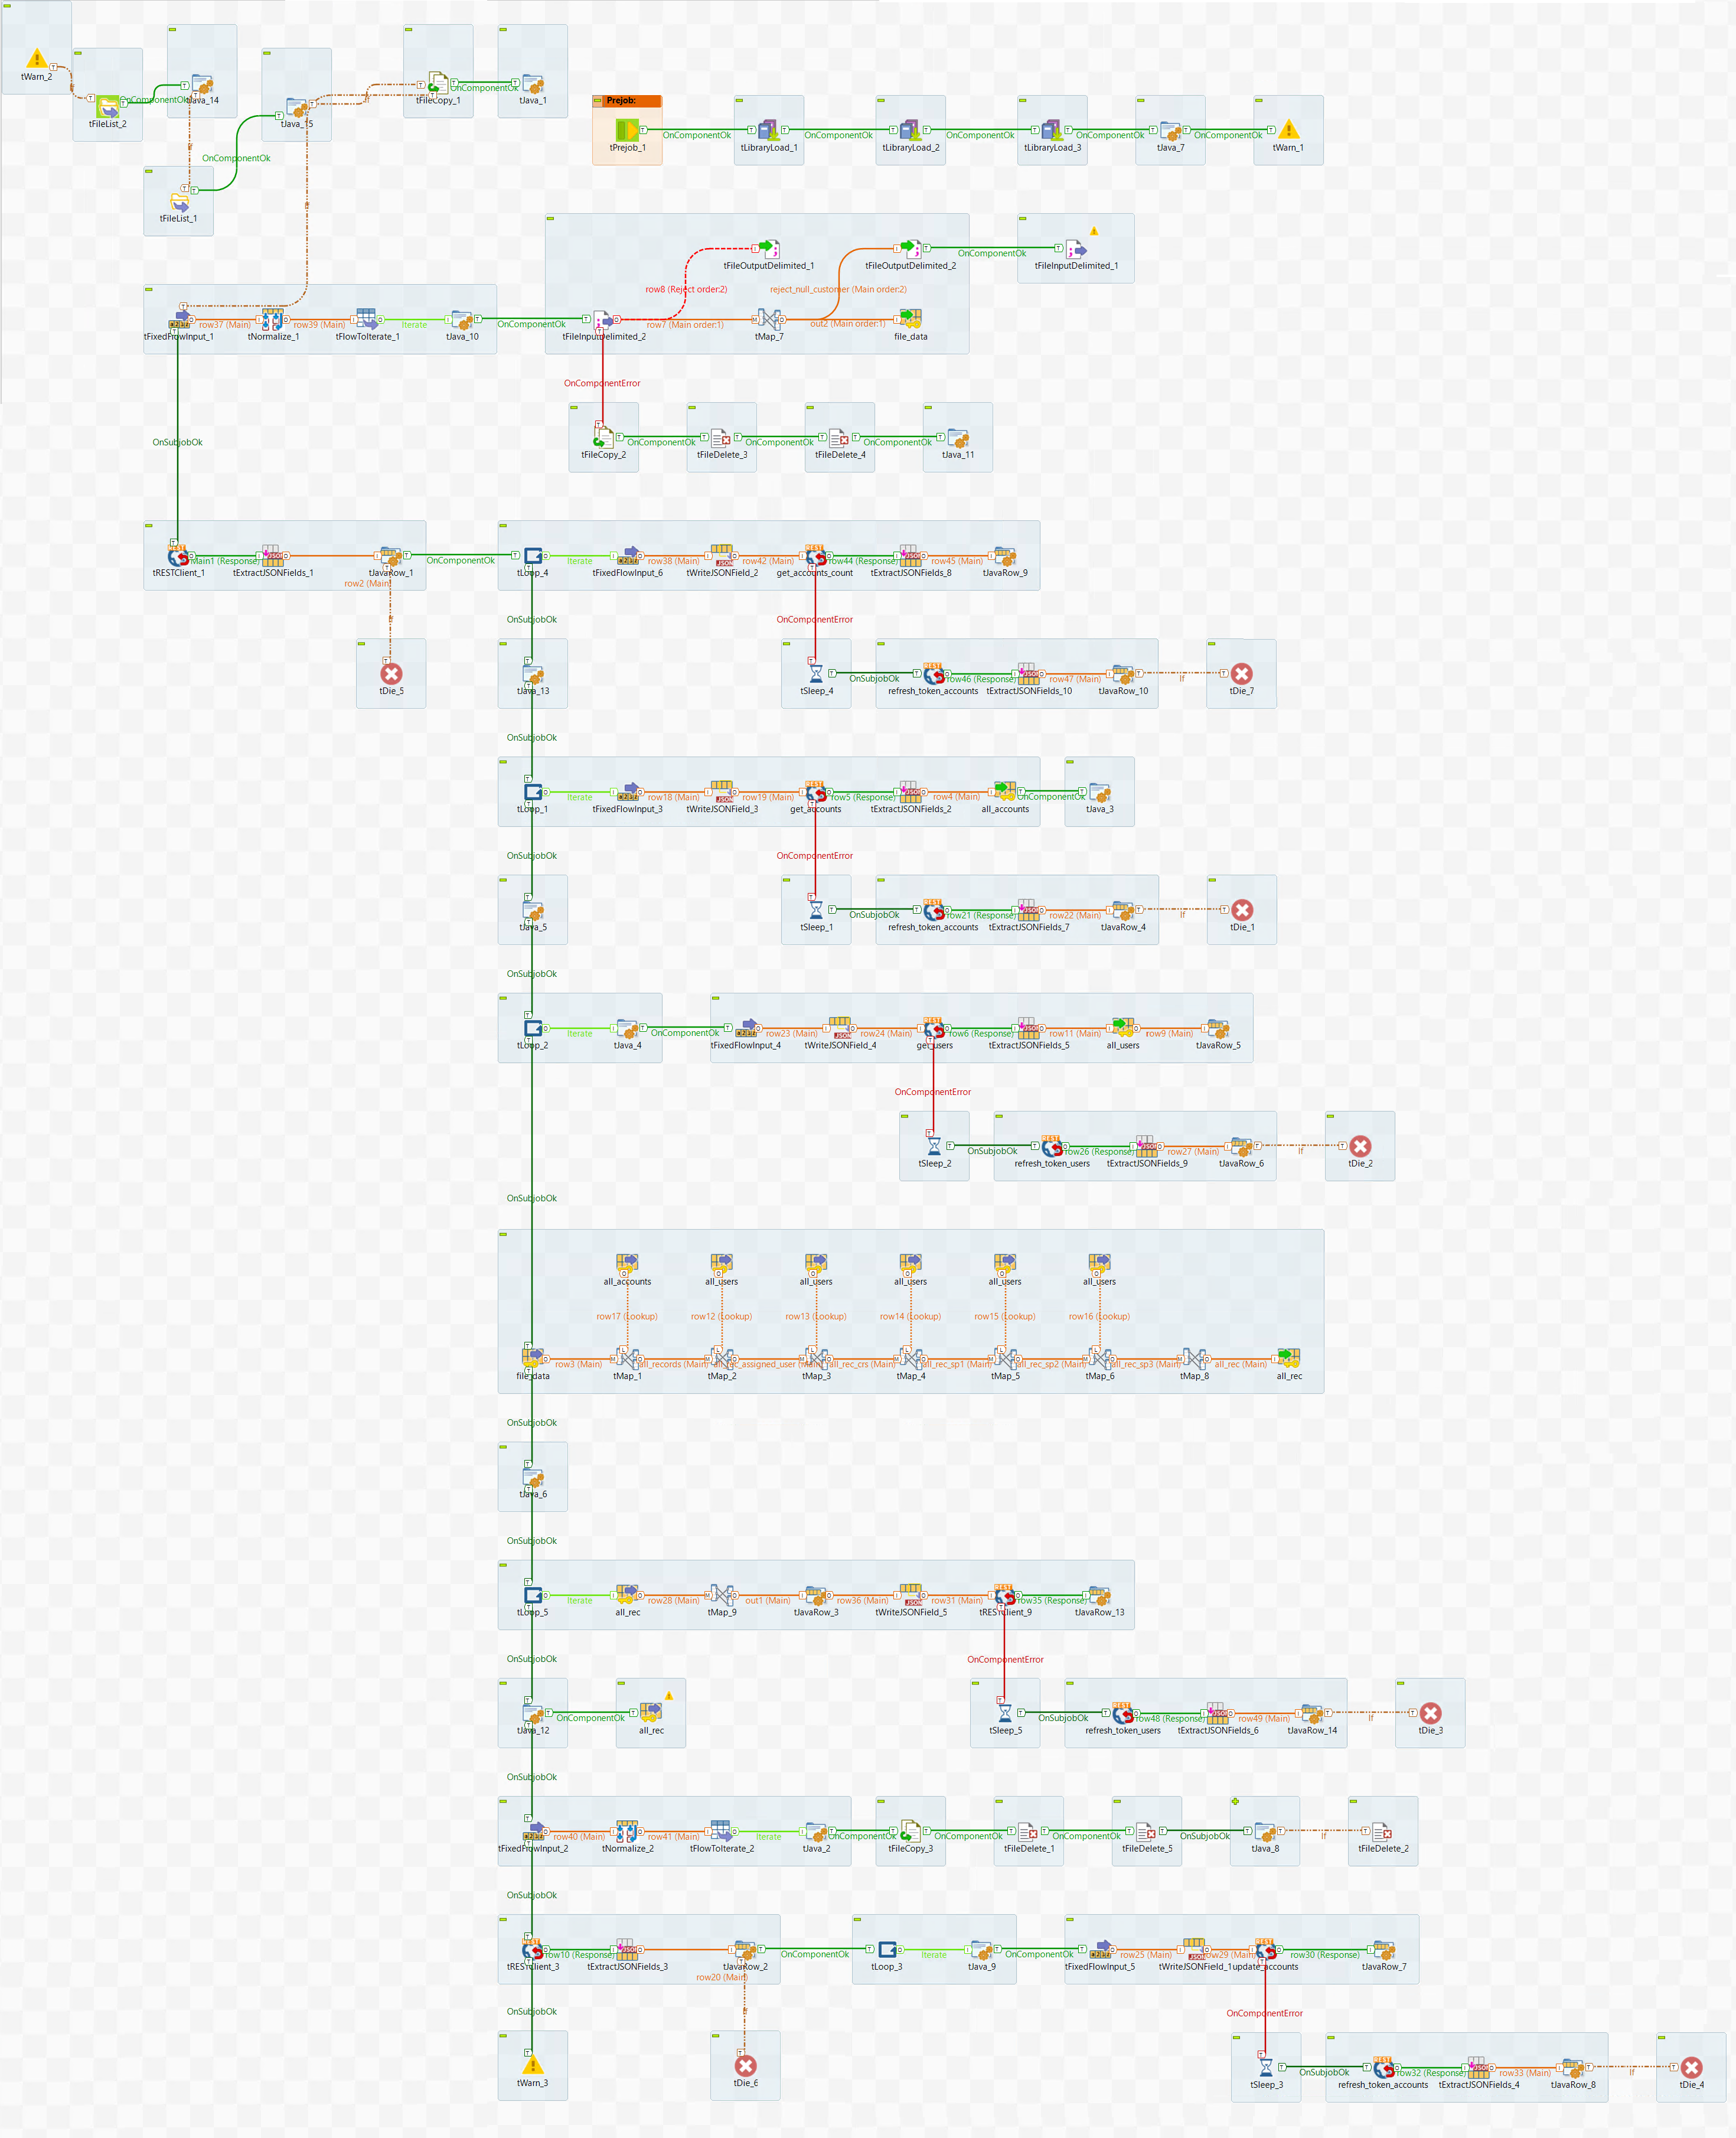 tWarn_2
If
tFileList_2
OnComponentOk
tJava_14
If
tJava_15
If
tFileCopy_1
OnComponentOk
tJava_1
OnComponentOk
tFileList_1
Prejob:
tPrejob_1
OnComponentOk
tLibraryLoad_1
OnComponentOk
tLibraryLoad_2
OnComponentOk
tLibraryLoad_3
OnComponentOk
tJava_7
OnComponentOk
tWarn_1
tFileOutputDelimited_1
tFileOutputDelimited_2
OnComponentOk
tFileInputDelimited_1
row8 (Reject order:2)
reject_null_customer (Main order:2)
tFixedFlowInput_1
row37 (Main)
tNormalize_1
row39 (Main)
tFlowToIterate_1
Iterate
tJava_10
OnComponentOk
tFileInputDelimited_2
row7 (Main order:1)
tMap_7
out2 (Main order:1)
file_data
OnComponentError
OnSubjobOk
tFileCopy_2
OnComponentOk
tFileDelete_3
OnComponentOk
tFileDelete_4
OnComponentOk
tJava_11
tRESTClient_1
Main1 (Response)
tExtractJSONFields_1
row2 (Main)
tJavaRow_1
OnComponentOk
tLoop_4
Iterate
tFixedFlowInput_6
row38 (Main)
tWriteJSONField_2
row42 (Main)
get_accounts_count
row44 (Response)
tExtractJSONFields_8
row45 (Main)
tJavaRow_9
If
OnSubjobOk
OnComponentError
tDie_5
tJava_13
tSleep_4
OnSubjobOk
refresh_token_accounts
row46 (Response)
tExtractJSONFields_10
row47 (Main)
tJavaRow_10
If
tDie_7
OnSubjobOk
tLoop_1
Iterate
tFixedFlowInput_3
row18 (Main)
tWriteJSONField_3
row19 (Main)
get_accounts
row5 (Response)
tExtractJSONFields_2
row4 (Main)
all_accounts
OnComponentOk
tJava_3
OnSubjobOk
OnComponentError
tJava_5
tSleep_1
OnSubjobOk
refresh_token_accounts
row21 (Response)
tExtractJSONFields_7
row22 (Main)
tJavaRow_4
If
tDie_1
OnSubjobOk
tLoop_2
Iterate
tJava_4
OnComponentOk
tFixedFlowInput_4
row23 (Main)
tWriteJSONField_4
row24 (Main)
get_users
row6 (Response)
tExtractJSONFields_5
row11 (Main)
all_users
row9 (Main)
tJavaRow_5
OnComponentError
tSleep_2
OnSubjobOk
refresh_token_users
row26 (Response)
tExtractJSONFields_9
row27 (Main)
tJavaRow_6
If
tDie_2
OnSubjobOk
all_accounts
all_users
all_users
all_users
all_users
all_users
row17 (Lookup)
row12 (Lookup)
row13 (Lookup)
row14 (Lookup)
row15 (Lookup)
row16 (Lookup)
file_data
row3 (Main)
tMap_1
all_records (Main)
tMap_2
all_rec_assigned_user (Main)
tMap_3
all_rec_crs (Main)
tMap_4
all_rec_sp1 (Main)
tMap_5
all_rec_sp2 (Main)
tMap_6
all_rec_sp3 (Main)
tMap_8
all_rec (Main)
all_rec
OnSubjobOk
tJava_6
OnSubjobOk
tLoop_5
Iterate
all_rec
row28 (Main)
tMap_9
out1 (Main)
tJavaRow_3
row36 (Main)
tWriteJSONField_5
row31 (Main)
tRESTClient_9
row35 (Response)
tJavaRow_13
OnSubjobOk
OnComponentError
tJava_12
OnComponentOk
all_rec
tSleep_5
OnSubjobOk
refresh_token_users
row48 (Response)
tExtractJSONFields_6
row49 (Main)
tJavaRow_14
If
tDie_3
OnSubjobOk
tFixedFlowInput_2
row40 (Main)
tNormalize_2
row41 (Main)
tFlowToIterate_2
Iterate
tJava_2
OnComponentOk
tFileCopy_3
OnComponentOk
tFileDelete_1
OnComponentOk
tFileDelete_5
OnSubjobOk
tJava_8
If
tFileDelete_2
OnSubjobOk
tRESTClient_3
row10 (Response)
tExtractJSONFields_3
row20 (Main)
tJavaRow_2
OnComponentOk
tLoop_3
Iterate
tJava_9
OnComponentOk
tFixedFlowInput_5
row25 (Main)
tWriteJSONField_1
row29 (Main)
update_accounts
row30 (Response)
tJavaRow_7
OnSubjobOk
If
OnComponentError
tWarn_3
tDie_6
tSleep_3
OnSubjobOk
refresh_token_accounts
row32 (Response)
tExtractJSONFields_4
row33 (Main)
tJavaRow_8
If
tDie_4